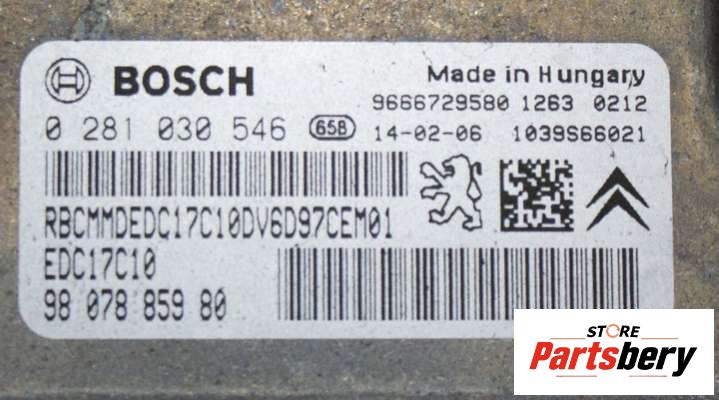 BOSCH
Made in Hungary
9666729580 1263 0212
0 281 030 546 65B 14-02-06 1039S66021
RBCMMDEDC17C10DV6D97CEM01
EDC17C10
98 078 859 80
STORE
Partsbery